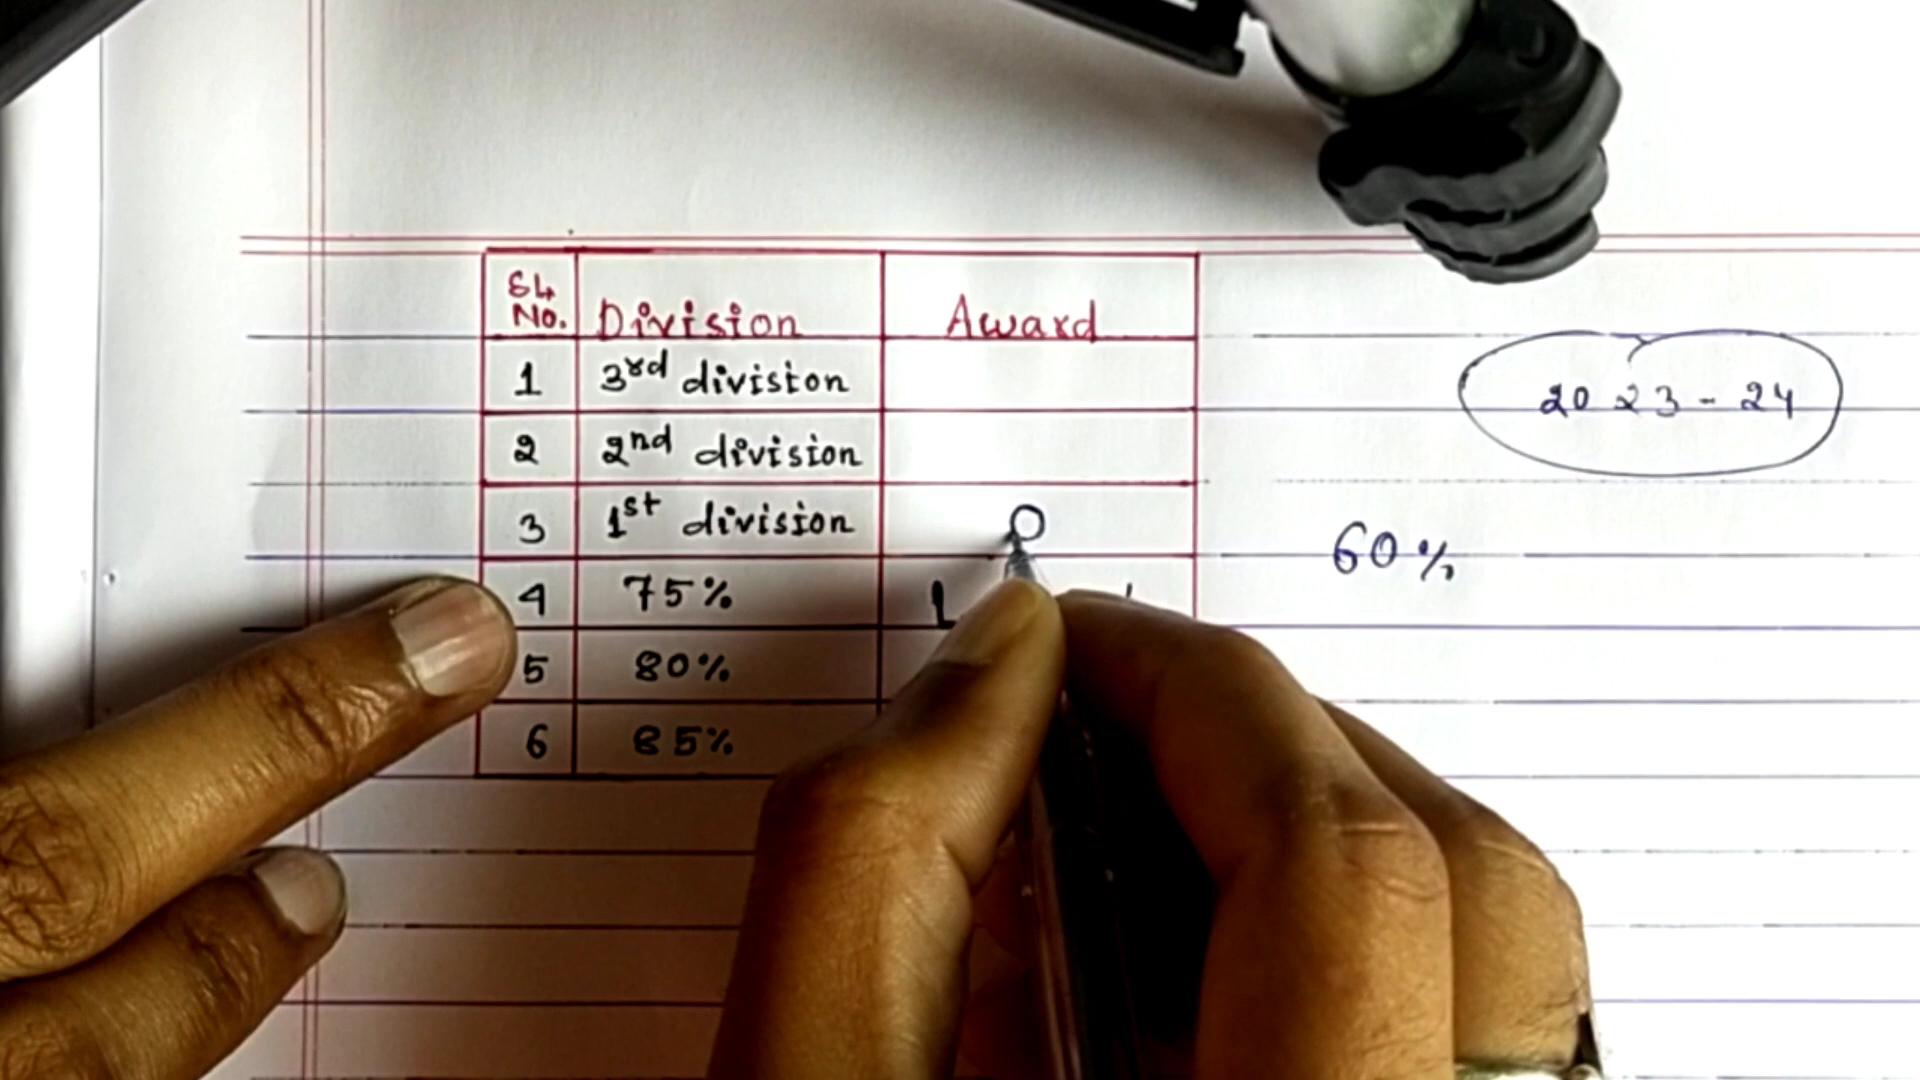 Sl. No. Division Award
1 3rd division
2 2nd division
2023-24
3 1st division 0
60%
4 75% L
5 80%
6 85%